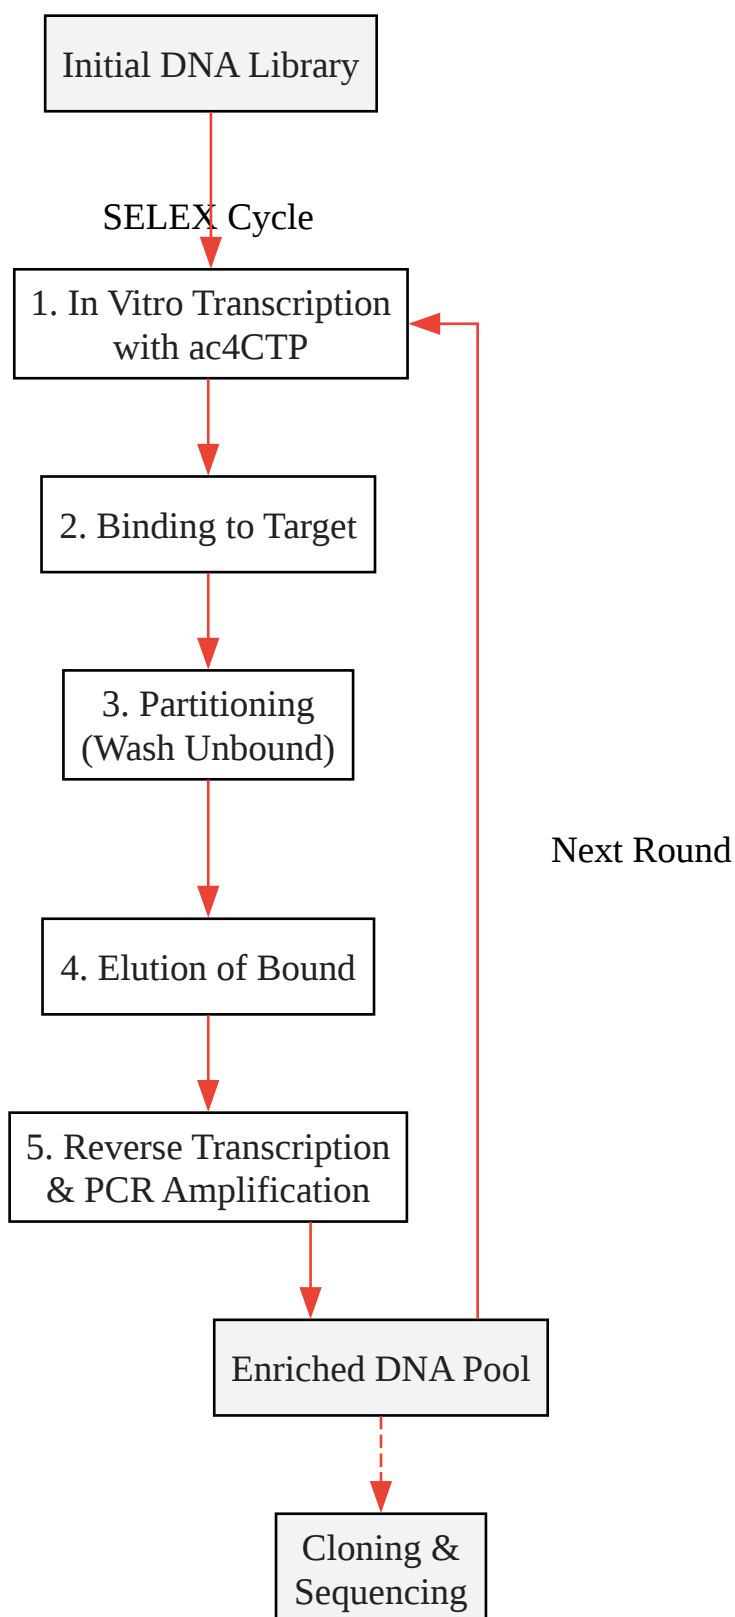 Initial DNA Library
SELEX Cycle
1. In Vitro Transcription
with ac4CTP
2. Binding to Target
3. Partitioning
(Wash Unbound)
Next Round
4. Elution of Bound
5. Reverse Transcription
& PCR Amplification
Enriched DNA Pool
Cloning &
Sequencing